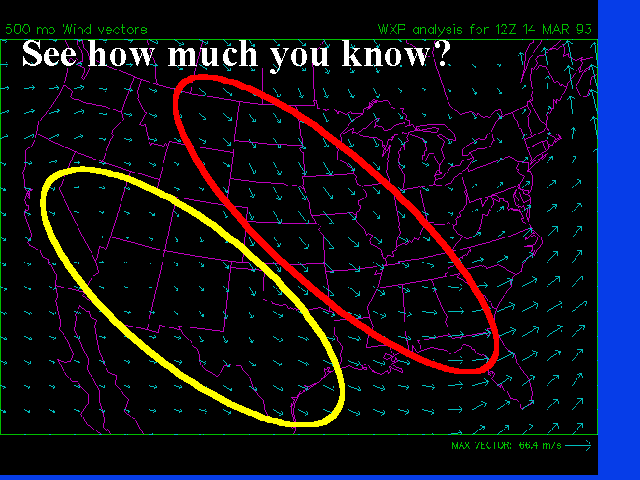 500 mb Wind vectors
WXP analysis for 12Z 14 MAR 93
See how much you know?
MAX VECTOR: 66.4 m/s